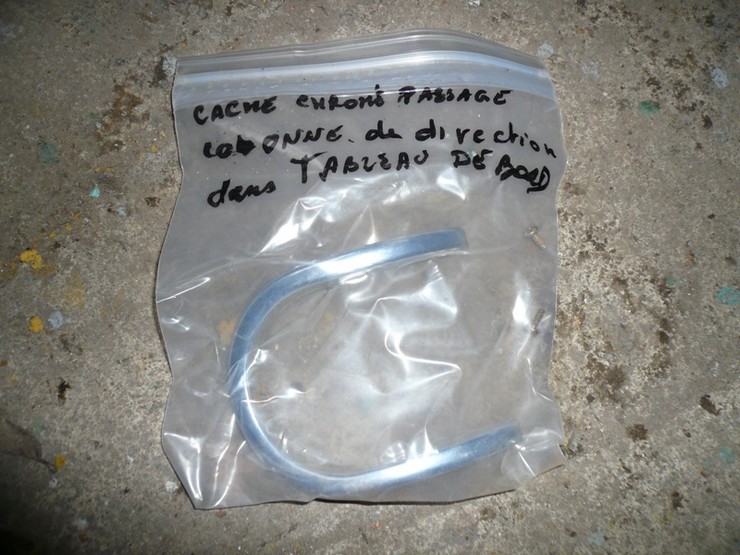 CACHE CHROMÉ PASSAGE
COLONNE de direction
dans TABLEAU DE BORD